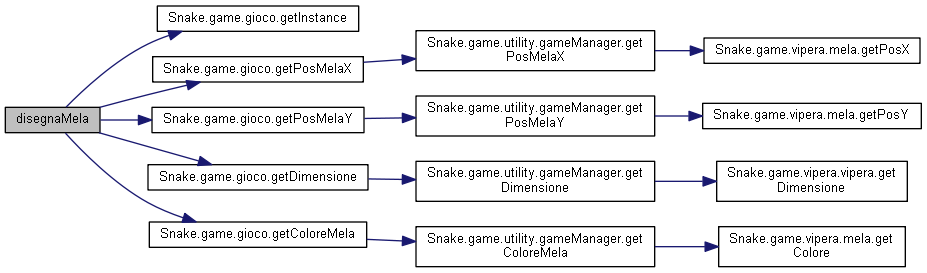 disegnaMela
Snake.game.gioco.getInstance
Snake.game.gioco.getPosMelaX
Snake.game.utility.gameManager.get
PosMelaX
Snake.game.vipera.mela.getPosX
Snake.game.gioco.getPosMelaY
Snake.game.utility.gameManager.get
PosMelaY
Snake.game.vipera.mela.getPosY
Snake.game.gioco.getDimensione
Snake.game.utility.gameManager.get
Dimensione
Snake.game.vipera.vipera.get
Dimensione
Snake.game.gioco.getColoreMela
Snake.game.utility.gameManager.get
ColoreMela
Snake.game.vipera.mela.get
Colore